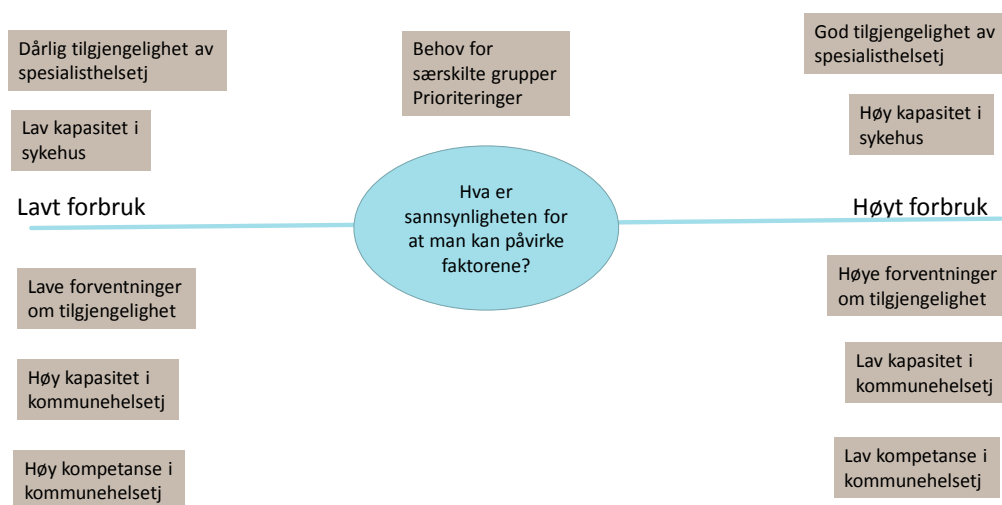 Dårlig tilgjengelighet av
spesialisthelsetj
Behov for
særskilte grupper
Prioriteringer
God tilgjengelighet av
spesialisthelsetj
Lav kapasitet i
sykehus
Høy kapasitet i
sykehus
Lavt forbruk
Hva er
sannsynligheten for
at man kan påvirke
faktorene?
Høyt forbruk
Lave forventninger
om tilgjengelighet
Høye forventninger
om tilgjengelighet
Høy kapasitet i
kommunehelsetj
Lav kapasitet i
kommunehelsetj
Høy kompetanse i
kommunehelsetj
Lav kompetanse i
kommunehelsetj